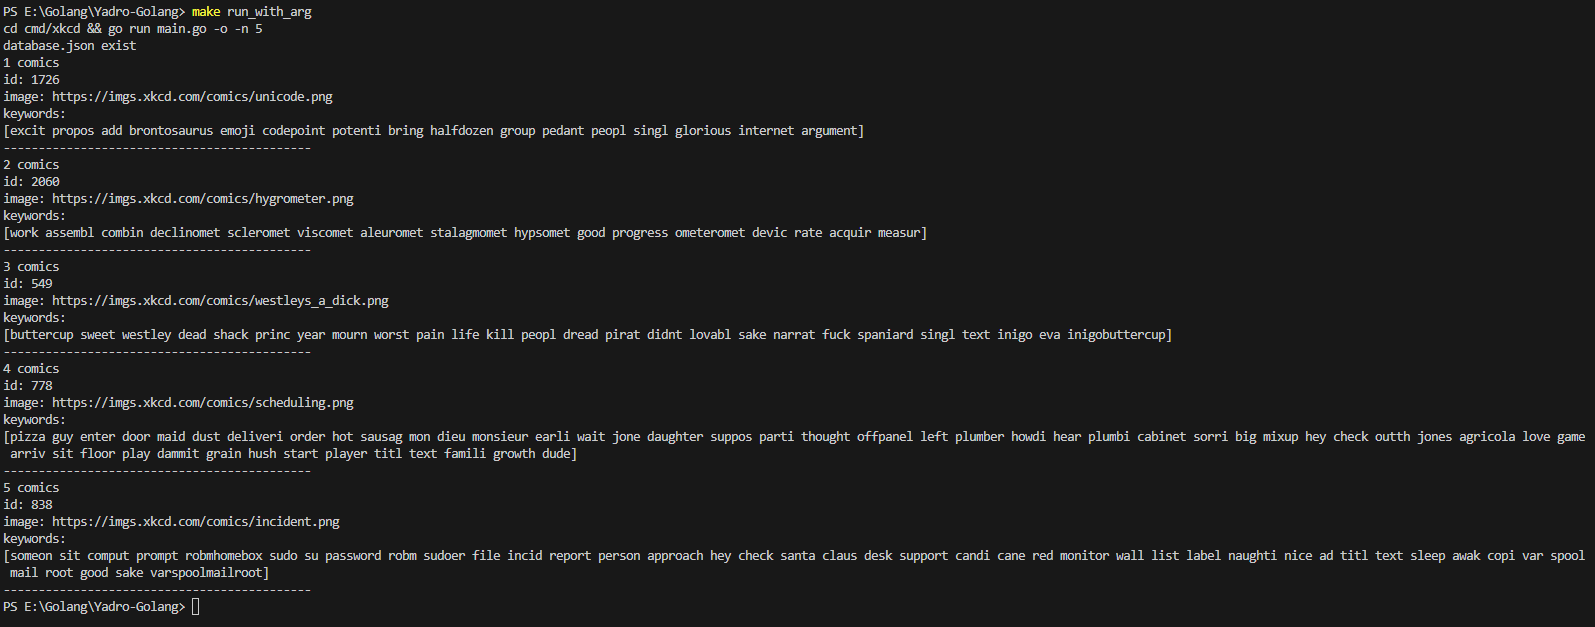 PS E:\Golang\Yadro-Golang> make run_with_arg
cd cmd/xkcd && go run main.go -o -n 5
database.json exist
1 comics
id: 1726
image: https://imgs.xkcd.com/comics/unicode.png
keywords:
[excit propos add brontosaurus emoji codepoint potenti bring halfdozen group pedant peopl singl glorious internet argument]
--------------------------------------------
2 comics
id: 2060
image: https://imgs.xkcd.com/comics/hygrometer.png
keywords:
[work assembl combin declinomet scleromet viscomet aleuromet stalagmomet hypsomet good progress ometeromet devic rate acquir measur]
--------------------------------------------
3 comics
id: 549
image: https://imgs.xkcd.com/comics/westleys_a_dick.png
keywords:
[buttercup sweet westley dead shack princ year mourn worst pain life kill peopl dread pirat didnt lovabl sake narrat fuck spaniard singl text inigo eva inigobuttercup]
--------------------------------------------
4 comics
id: 778
image: https://imgs.xkcd.com/comics/scheduling.png
keywords:
[pizza guy enter door maid dust deliveri order hot sausag mon dieu monsieur earli wait jone daughter suppos parti thought offpanel left plumber howdi hear plumbi cabinet sorri big mixup hey check outth jones agricola love game
arriv sit floor play dammit grain hush start player titl text famili growth dude]
--------------------------------------------
5 comics
id: 838
image: https://imgs.xkcd.com/comics/incident.png
keywords:
[someon sit comput prompt robmhomebox sudo su password robm sudoer file incid report person approach hey check santa claus desk support candi cane red monitor wall list label naughti nice ad titl text sleep awak copi var spool
mail root good sake varspoolmailroot]
--------------------------------------------
PS E:\Golang\Yadro-Golang>